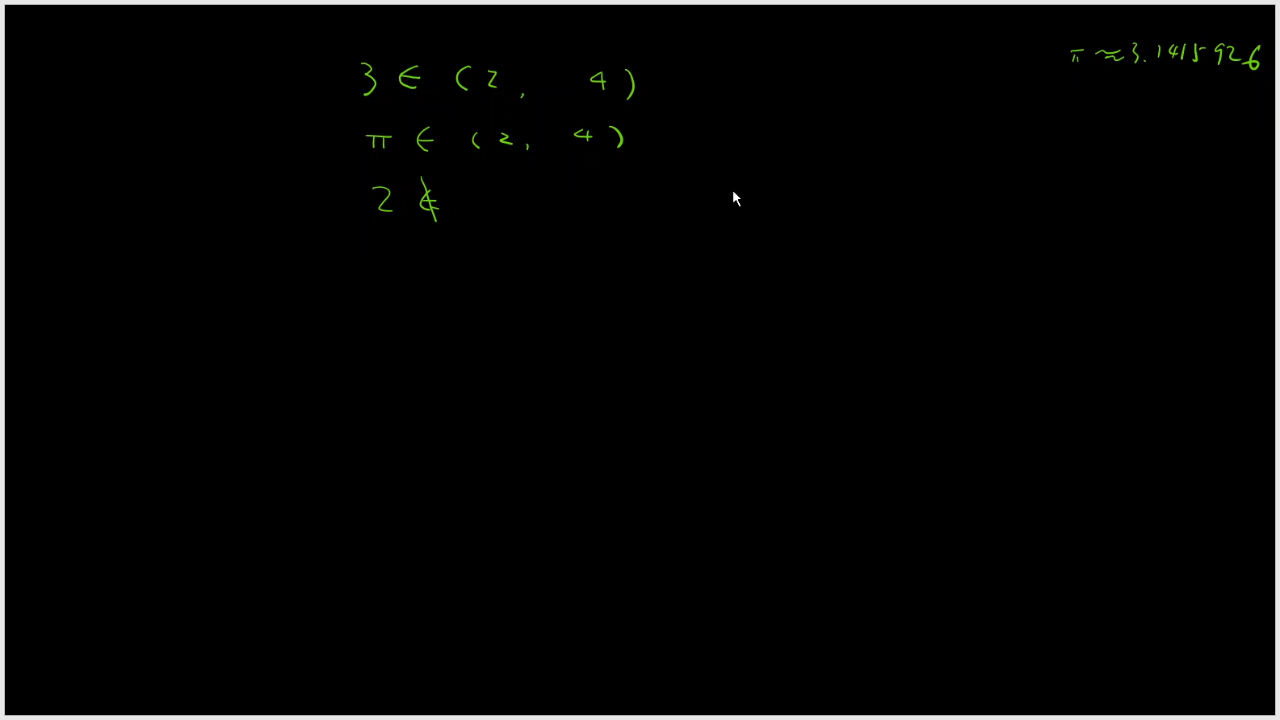 π ≈ 3.1415926
3 ∈ (2, 4)
π ∈ (2, 4)
2 ∉